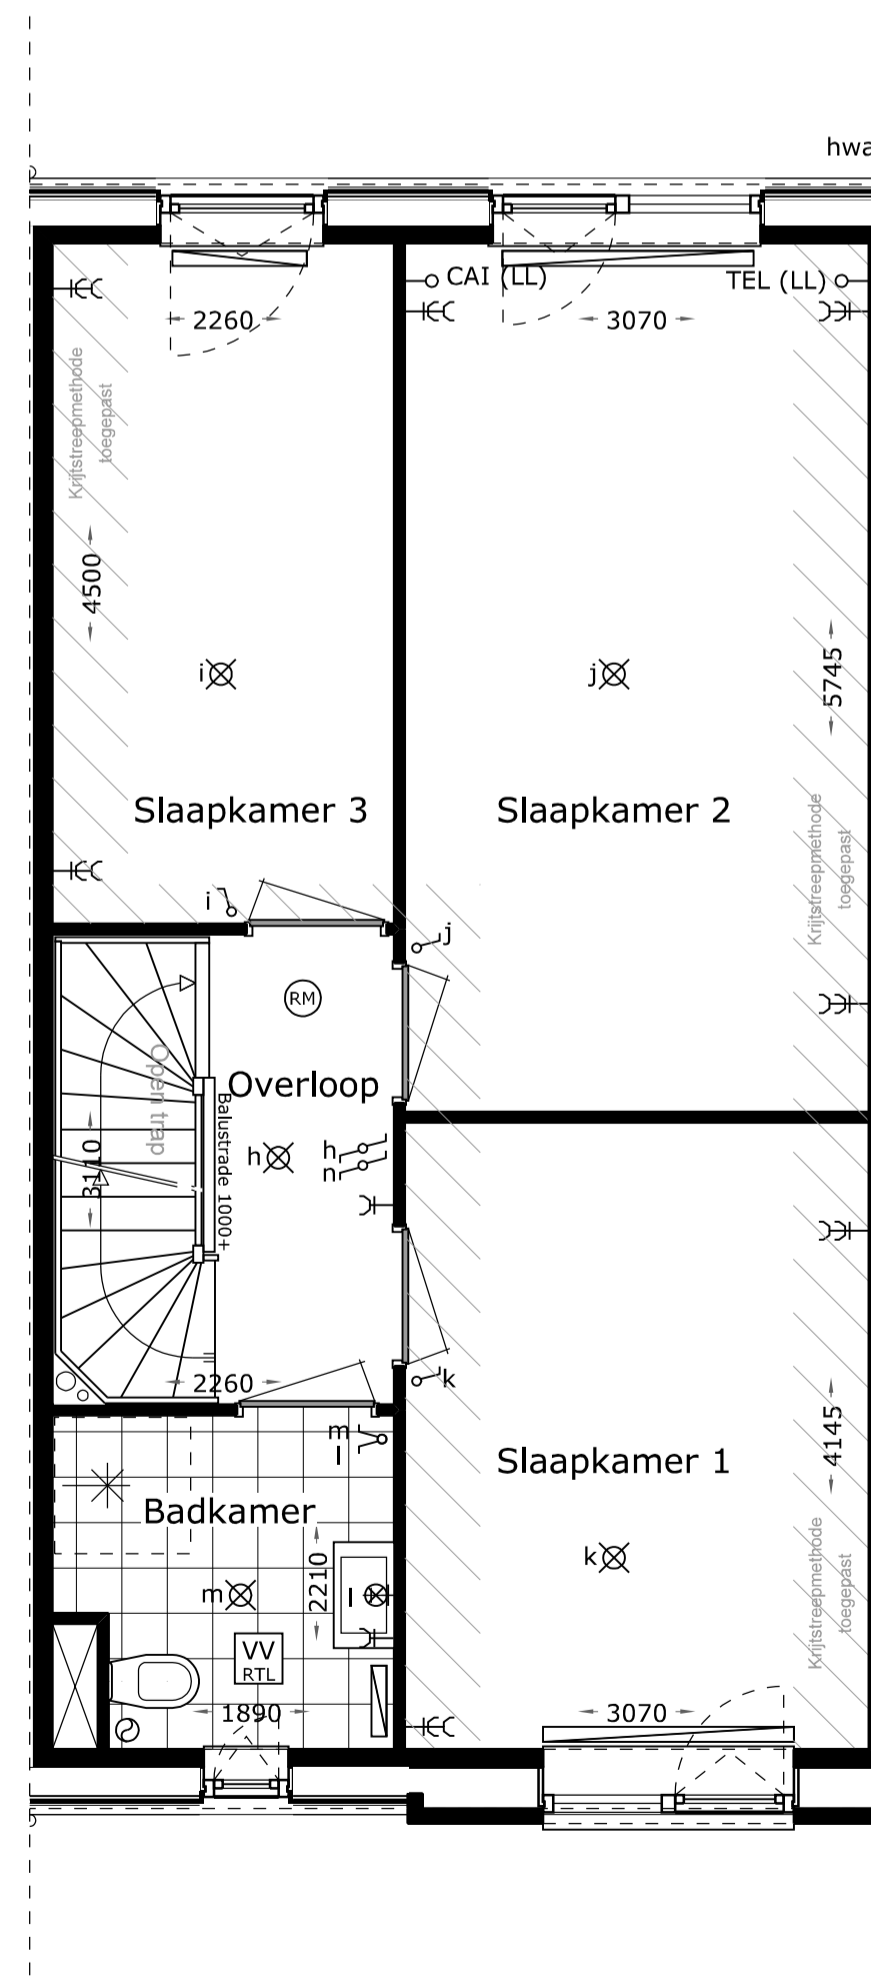 hwa
CAI (LL)
TEL (LL)
2260
3070
Krijtstreepmethode
toegepast
4500
i
j
5745
Slaapkamer 3
Slaapkamer 2
Krijtstreepmethode
toegepast
i
j
RM
Open trap
Overloop
Balustrade 1000+
3110
h
h
n
2260
k
m
l
4145
Slaapkamer 1
Badkamer
k
2210
m
l
Krijtstreepmethode
toegepast
VV
RTL
1890
3070